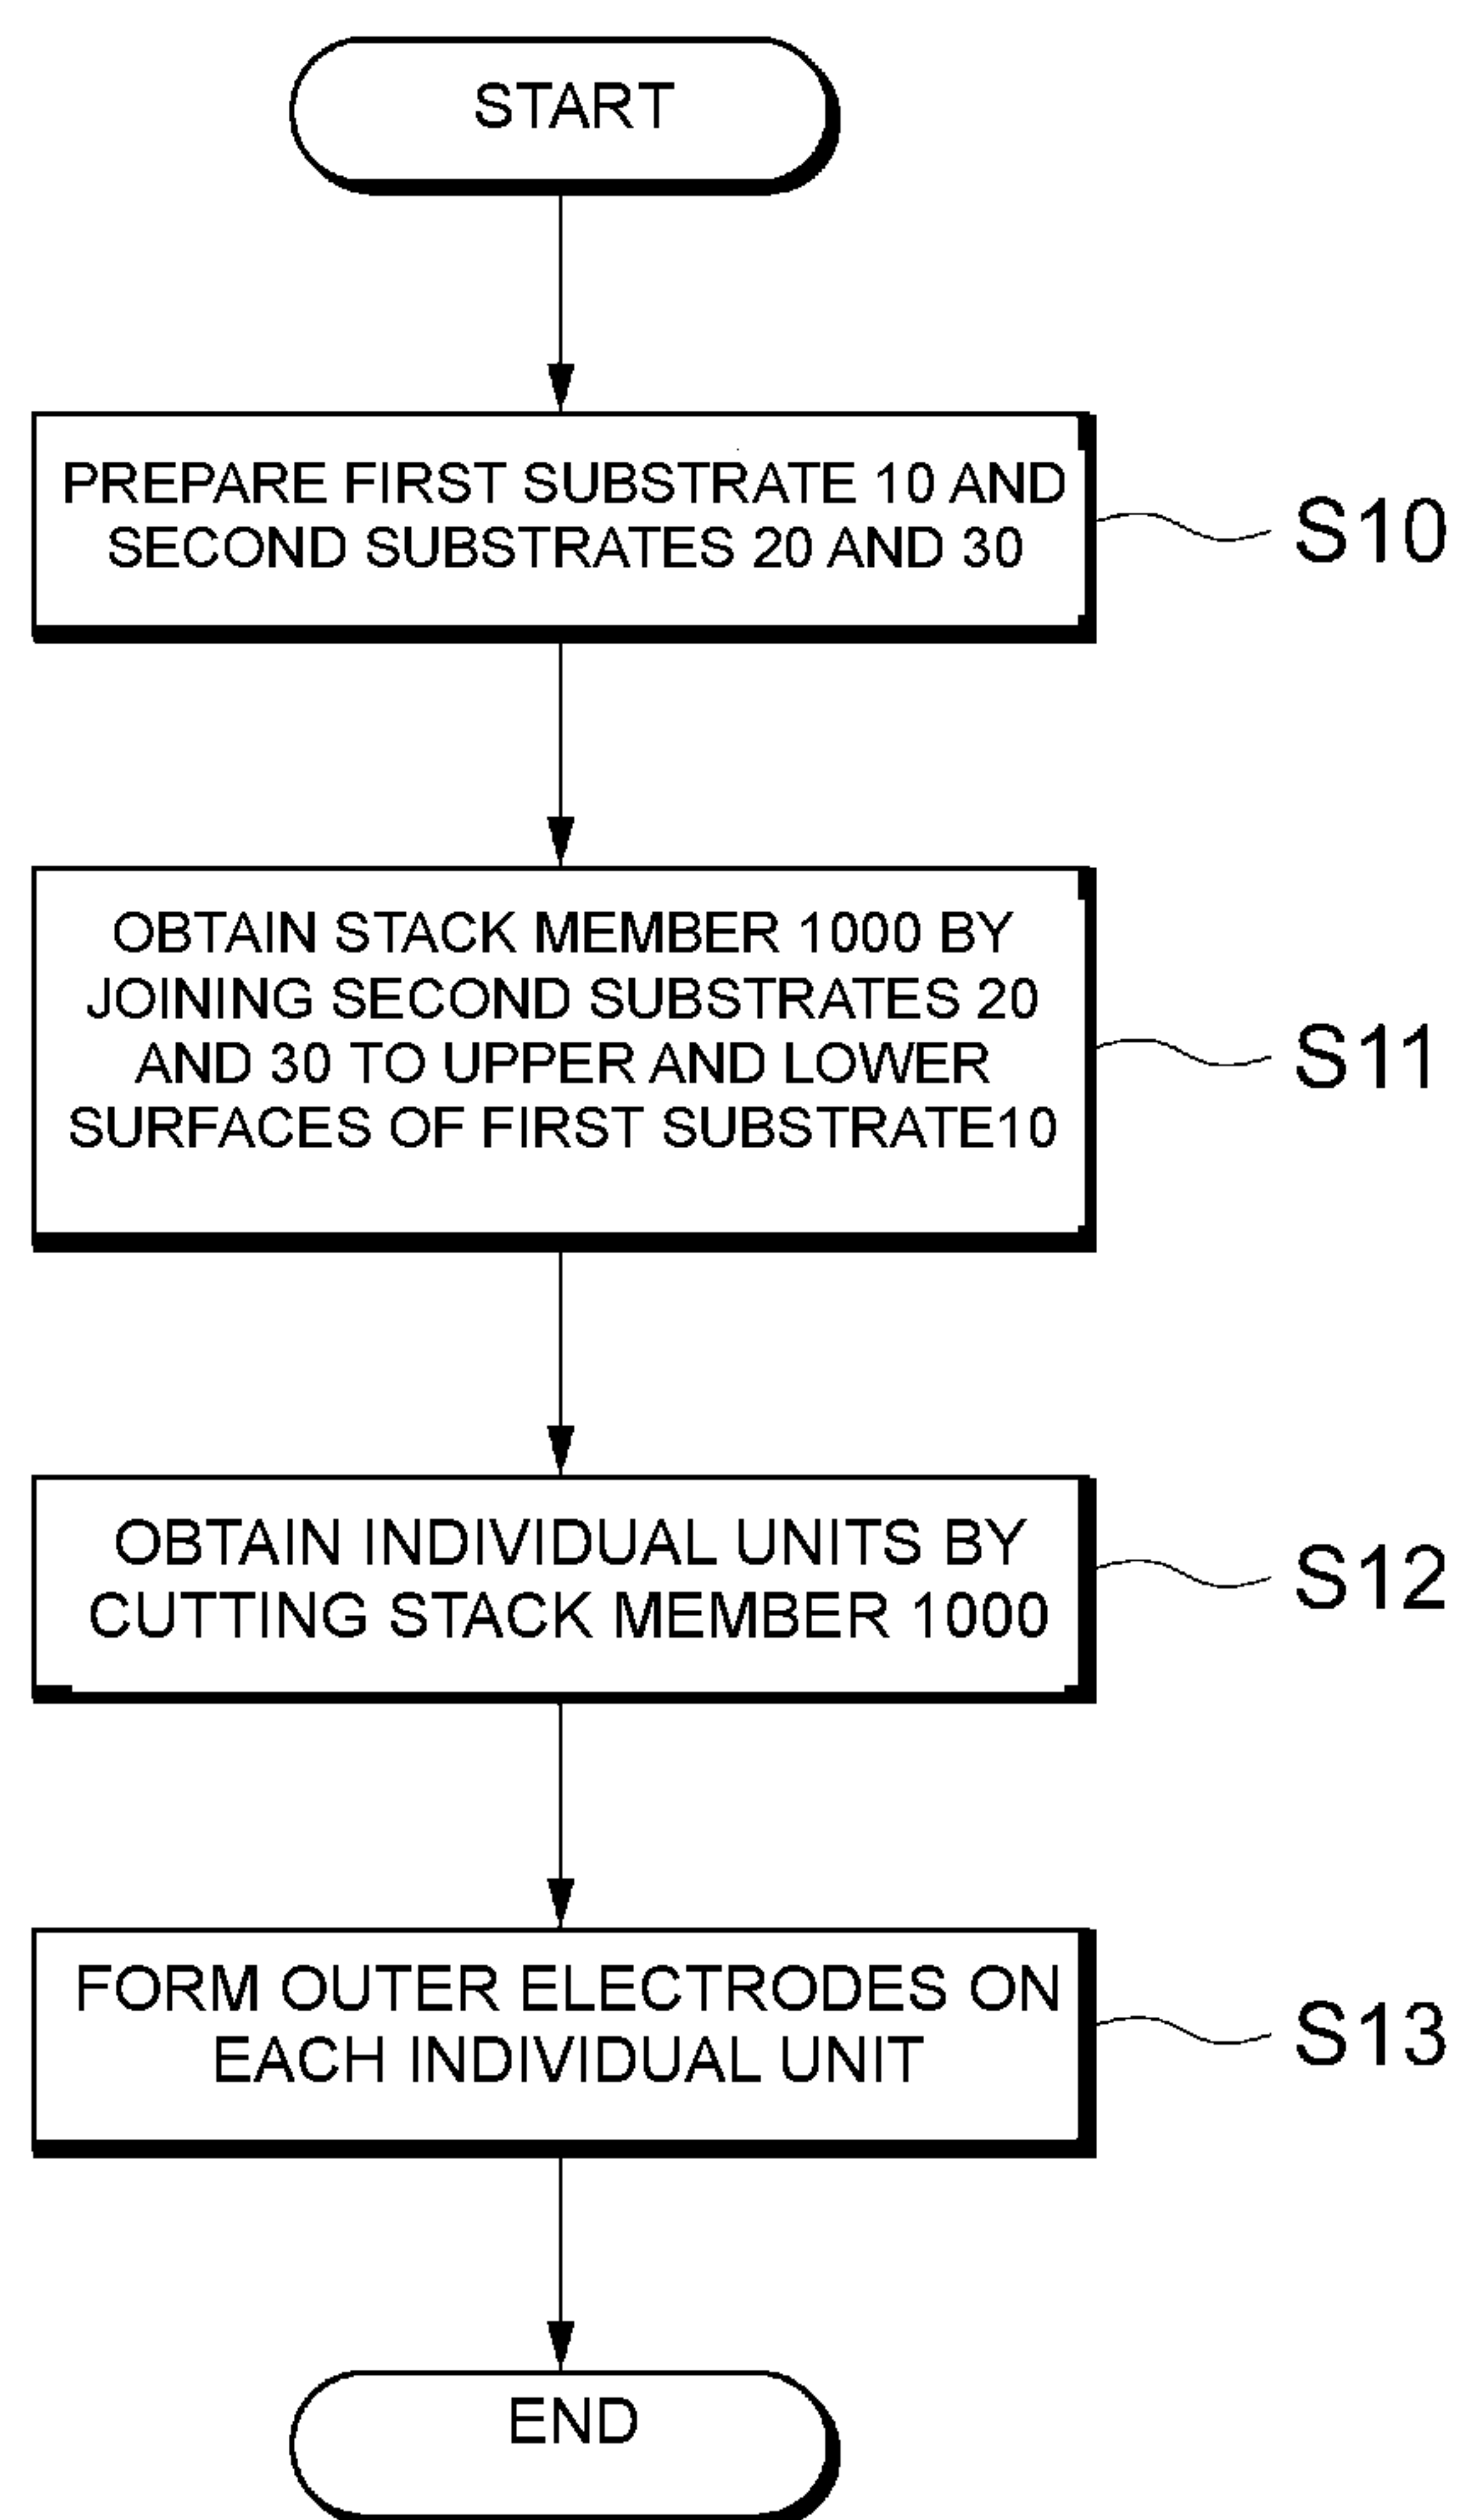 START
PREPARE FIRST SUBSTRATE 10 AND
SECOND SUBSTRATES 20 AND 30
S10
OBTAIN STACK MEMBER 1000 BY
JOINING SECOND SUBSTRATES 20
AND 30 TO UPPER AND LOWER
SURFACES OF FIRST SUBSTRATE10
S11
OBTAIN INDIVIDUAL UNITS BY
CUTTING STACK MEMBER 1000
S12
FORM OUTER ELECTRODES ON
EACH INDIVIDUAL UNIT
S13
END